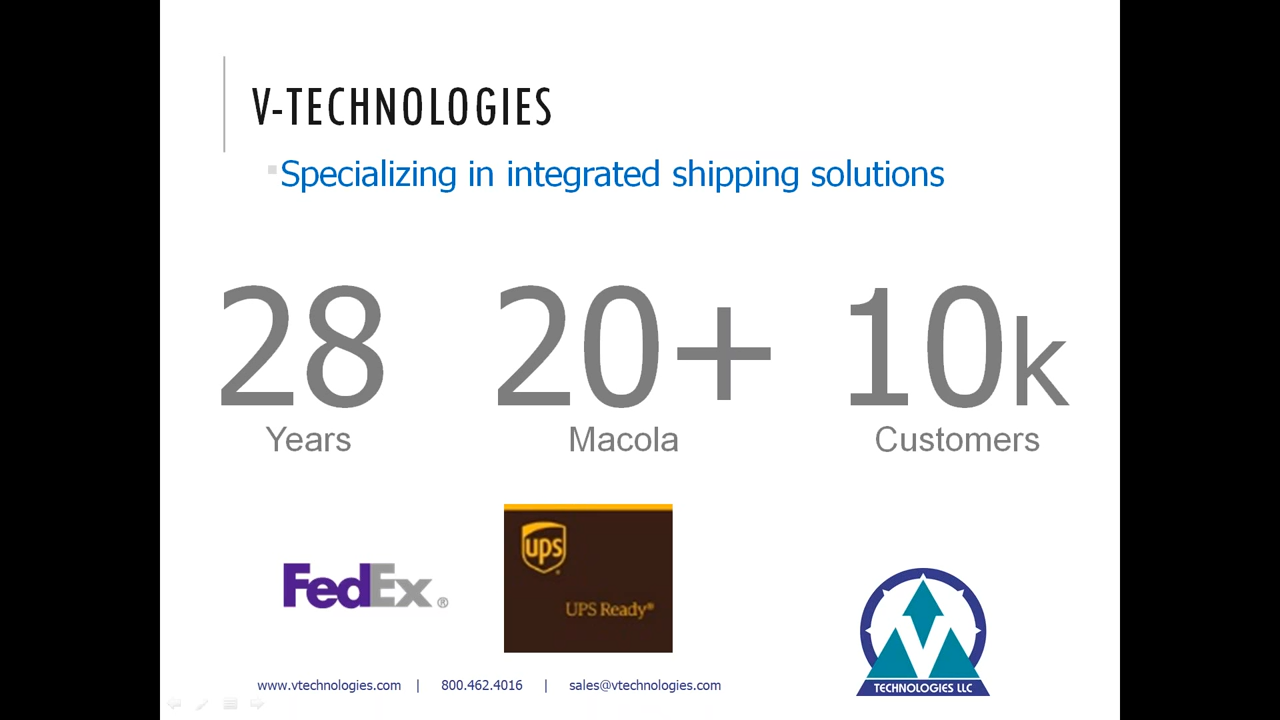 V-TECHNOLOGIES
Specializing in integrated shipping solutions
28 20+ 10k
Years Macola Customers
FedEx®
ups
UPS Ready®
www.vtechnologies.com | 800.462.4016 | sales@vtechnologies.com
V
TECHNOLOGIES LLC